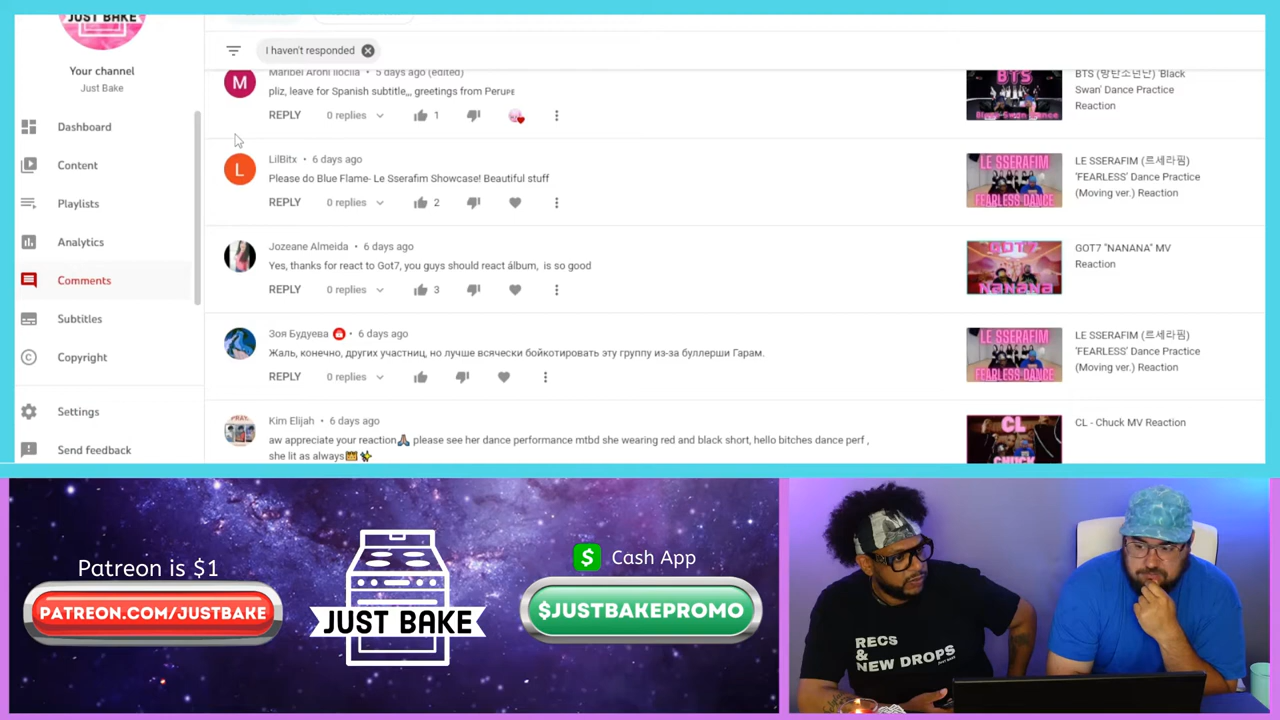 JUST BAKE
Your channel
Just Bake
Dashboard
Content
Playlists
Analytics
Comments
Subtitles
Copyright
Settings
Send feedback
I haven't responded
5 days ago (edited)
pliz, leave for Spanish subtitle,,, greetings from Peru
REPLY 0 replies 1
BTS (방탄소년단) 'Black
Swan' Dance Practice
Reaction
BTS
Black Swan Dance
L
LilBitx • 6 days ago
Please do Blue Flame- Le Sserafim Showcase! Beautiful stuff
REPLY 0 replies 2
LE SSERAFIM
FEARLESS DANCE
LE SSERAFIM (르세라핌)
'FEARLESS' Dance Practice
(Moving ver.) Reaction
Jozeane Almeida • 6 days ago
Yes, thanks for react to Got7, you guys should react álbum, is so good
REPLY 0 replies 3
GOT7
NANANA
GOT7 "NANANA" MV
Reaction
Зоя Будуева • 6 days ago
Жаль, конечно, других участниц, но лучше всячески бойкотировать эту группу из-за буллерши Гарам.
REPLY 0 replies
LE SSERAFIM
FEARLESS DANCE
LE SSERAFIM (르세라핌)
'FEARLESS' Dance Practice
(Moving ver.) Reaction
Kim Elijah • 6 days ago
aw appreciate your reaction🙏🏽 please see her dance performance mtbd she wearing red and black short, hello bitches dance perf ,
she lit as always
CL
CHUCK
CL - Chuck MV Reaction
Patreon is $1
PATREON.COM/JUSTBAKE
JUST BAKE
$ Cash App
$JUSTBAKEPROMO
RECS
& 
NEW DROPS